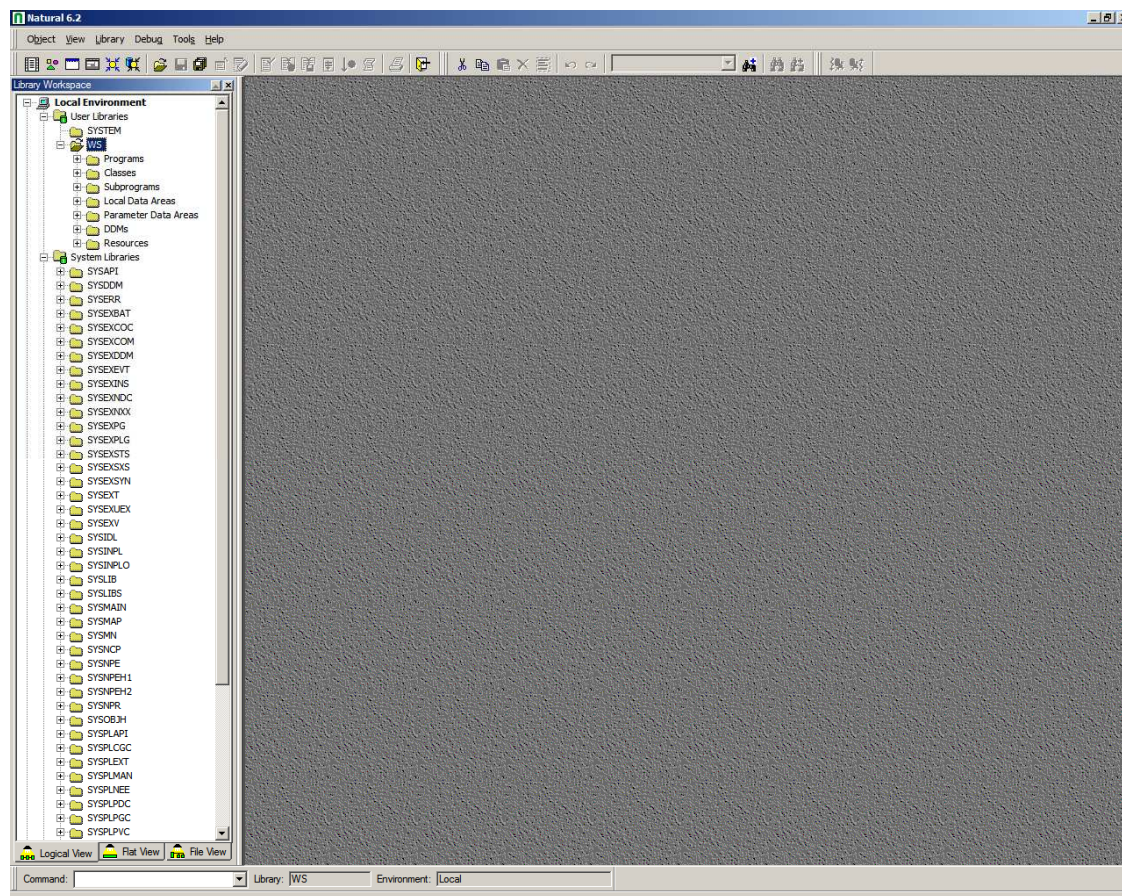 Natural 6.2
Object View Library Debug Tools Help
Library Workspace
Local Environment
User Libraries
SYSTEM
WS
Programs
Classes
Subprograms
Local Data Areas
Parameter Data Areas
DDMs
Resources
System Libraries
SYSAPI
SYSDDM
SYSERR
SYSEXBAT
SYSEXCOC
SYSEXCOM
SYSEXDDM
SYSEXEVT
SYSEXINS
SYSEXNDC
SYSEXNXX
SYSEXPG
SYSEXPLG
SYSEXSTS
SYSEXSXS
SYSEXSYN
SYSEXT
SYSEXUEX
SYSEXV
SYSIDL
SYSINPL
SYSINPLO
SYSLIB
SYSLIBS
SYSMAIN
SYSMAP
SYSMN
SYSNCP
SYSNPE
SYSNPEH1
SYSNPEH2
SYSNPR
SYSOBJH
SYSPLAPI
SYSPLCGC
SYSPLEXT
SYSPLMAN
SYSPLNEE
SYSPLPDC
SYSPLPGC
SYSPLPVC
Logical View Flat View File View
Command: Library: WS Environment: Local